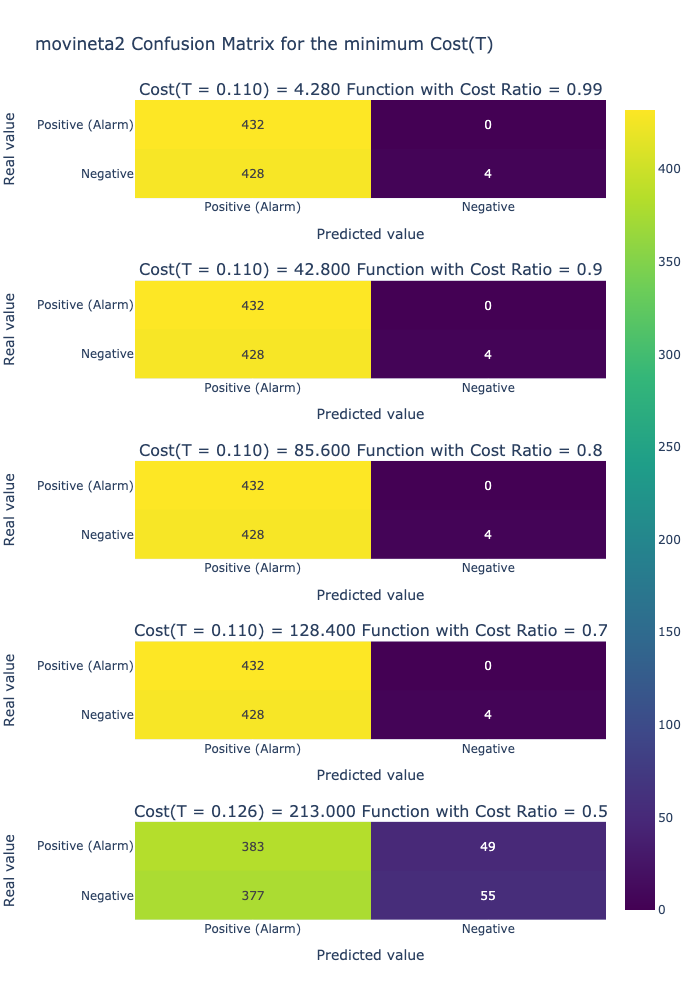 movineta2 Confusion Matrix for the minimum Cost(T)
Cost(T = 0.110) = 4.280 Function with Cost Ratio = 0.99
Real value
Positive (Alarm) 432 0
Negative 428 4
Positive (Alarm) Negative
Predicted value
Cost(T = 0.110) = 42.800 Function with Cost Ratio = 0.9
Real value
Positive (Alarm) 432 0
Negative 428 4
Positive (Alarm) Negative
Predicted value
Cost(T = 0.110) = 85.600 Function with Cost Ratio = 0.8
Real value
Positive (Alarm) 432 0
Negative 428 4
Positive (Alarm) Negative
Predicted value
Cost(T = 0.110) = 128.400 Function with Cost Ratio = 0.7
Real value
Positive (Alarm) 432 0
Negative 428 4
Positive (Alarm) Negative
Predicted value
Cost(T = 0.126) = 213.000 Function with Cost Ratio = 0.5
Real value
Positive (Alarm) 383 49
Negative 377 55
Positive (Alarm) Negative
Predicted value
400
350
300
250
200
150
100
50
0